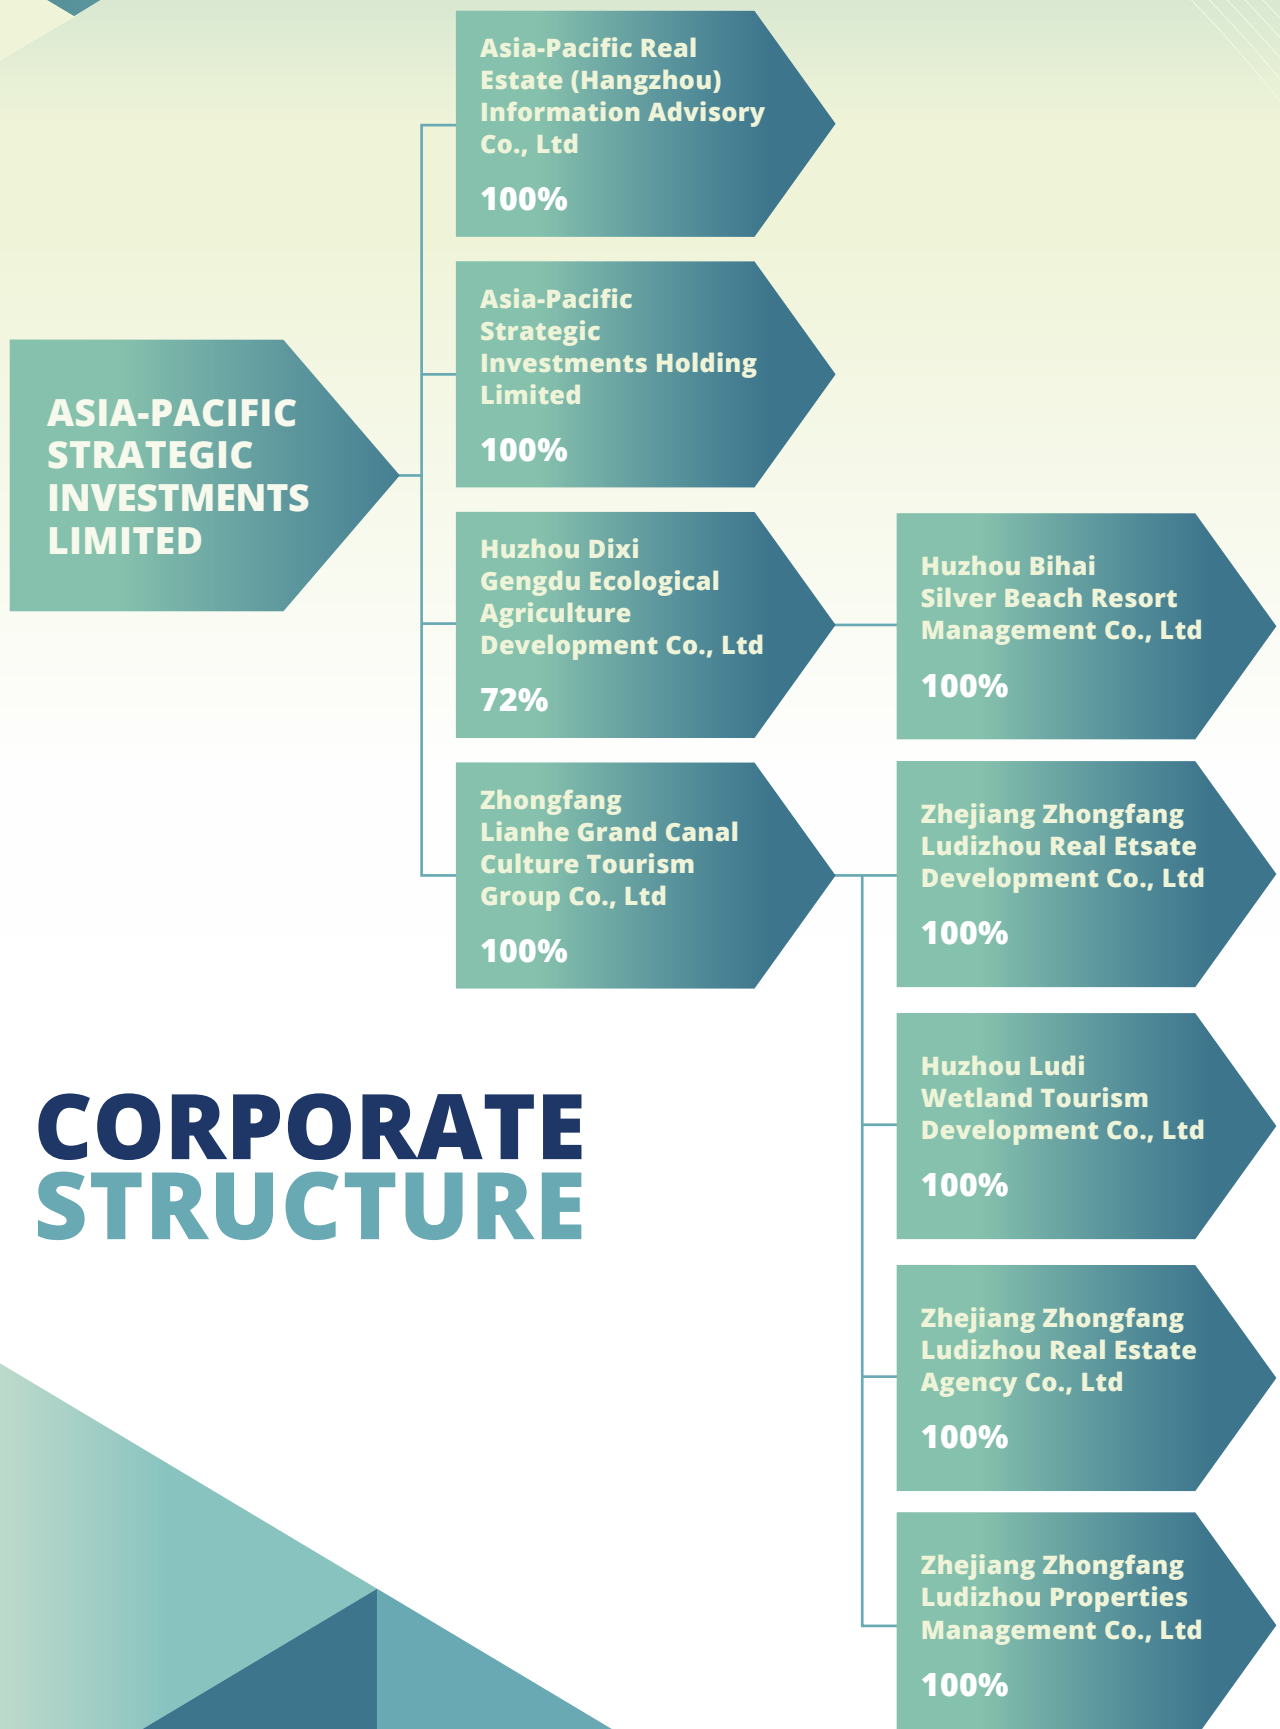 Asia-Pacific Real
Estate (Hangzhou)
Information Advisory
Co., Ltd
100%
Asia-Pacific
Strategic
Investments Holding
Limited
100%
ASIA-PACIFIC
STRATEGIC
INVESTMENTS
LIMITED
Huzhou Dixi
Gengdu Ecological
Agriculture
Development Co., Ltd
72%
Huzhou Bihai
Silver Beach Resort
Management Co., Ltd
100%
Zhongfang
Lianhe Grand Canal
Culture Tourism
Group Co., Ltd
100%
Zhejiang Zhongfang
Ludizhou Real Etsate
Development Co., Ltd
100%
Huzhou Ludi
Wetland Tourism
Development Co., Ltd
100%
Zhejiang Zhongfang
Ludizhou Real Estate
Agency Co., Ltd
100%
Zhejiang Zhongfang
Ludizhou Properties
Management Co., Ltd
100%
CORPORATE
STRUCTURE